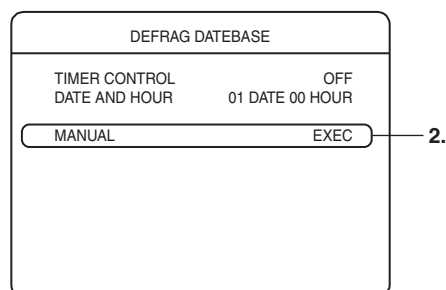 DEFRAG DATEBASE
TIMER CONTROL OFF
DATE AND HOUR 01 DATE 00 HOUR
MANUAL EXEC 2.